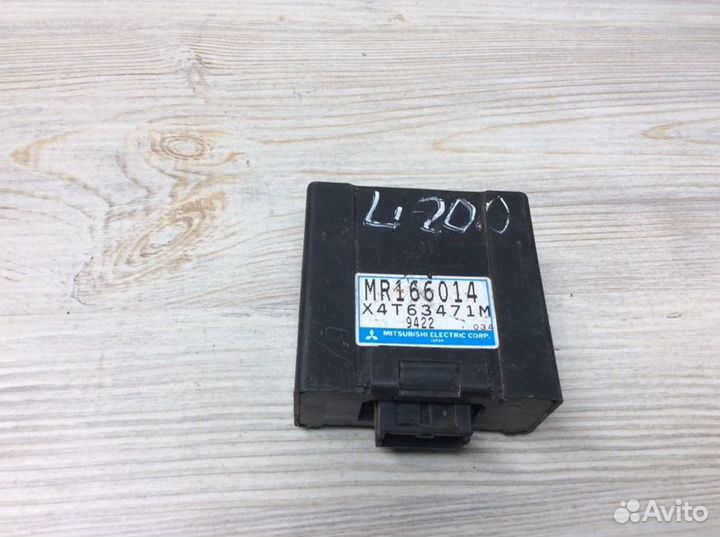 L200
MR166014
X4T63471M
9422 034
MITSUBISHI ELECTRIC CORP.
JAPAN
Avito